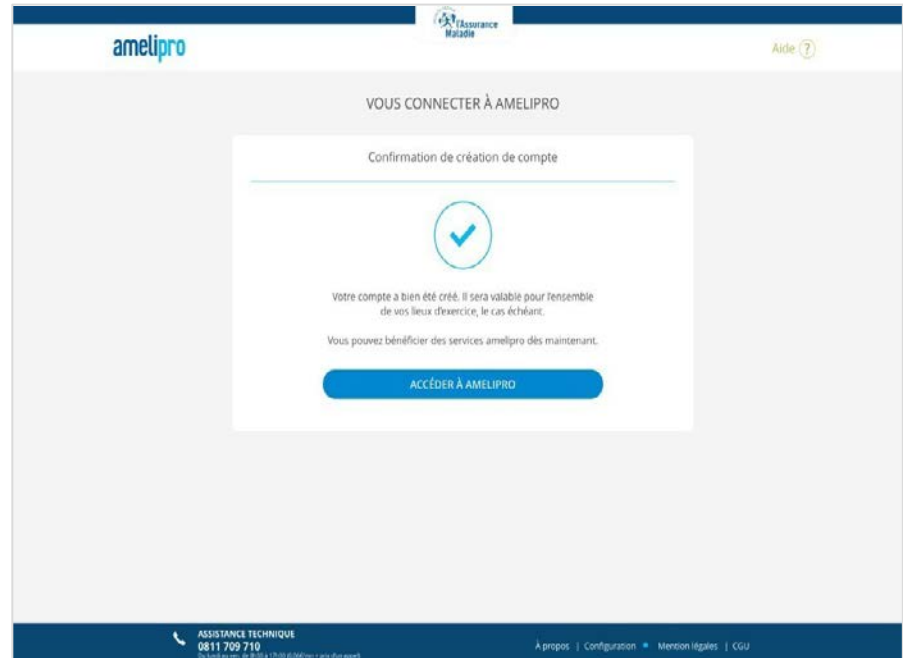 l'Assurance
Maladie
amelipro
Aide ?
VOUS CONNECTER À AMELIPRO
Confirmation de création de compte
Votre compte a bien été créé. Il sera valable pour l'ensemble
de vos lieux d'exercice, le cas échéant.
Vous pouvez bénéficier des services amelipro dès maintenant.
ACCÉDER À AMELIPRO
ASSISTANCE TECHNIQUE
0811 709 710
À propos | Configuration Mention légales | CGU